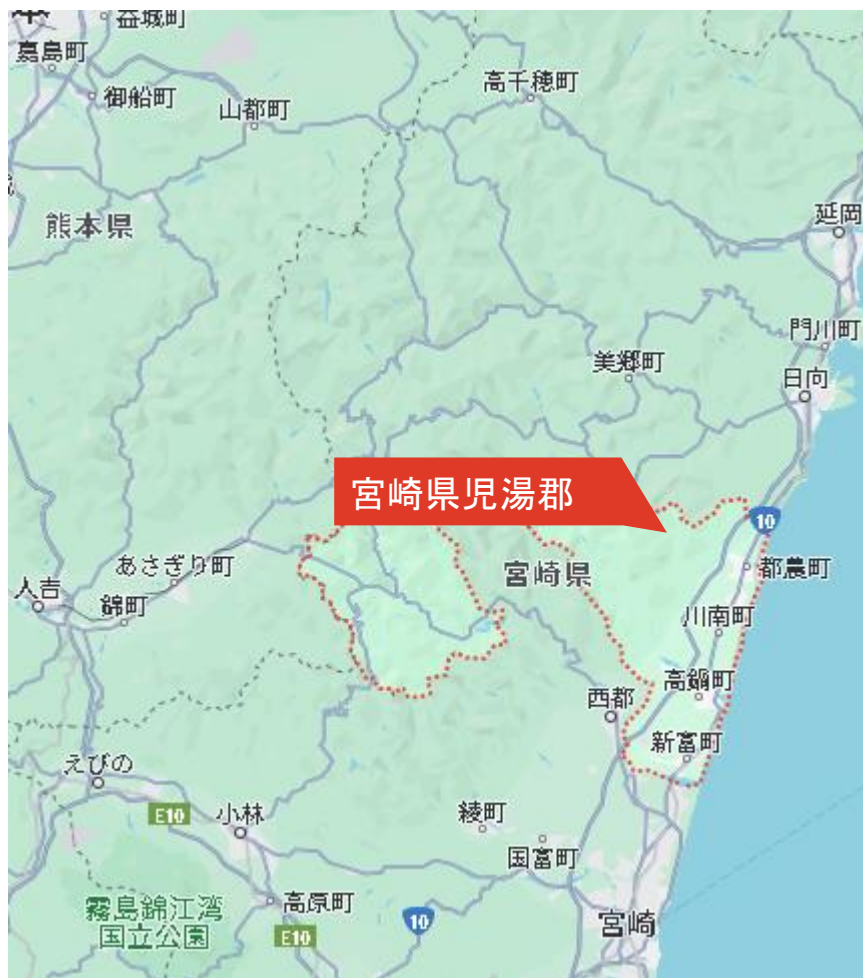 益城町
嘉島町
御船町
山都町
高千穂町
熊本県
延岡
門川町
美郷町
日向
宮崎県児湯郡
10
あさぎり町
宮崎県
都農町
人吉
錦町
川南町
高鍋町
西都
新富町
えびの
E10
小林
綾町
国富町
霧島錦江湾
国立公園
高原町
10
宮崎
E10